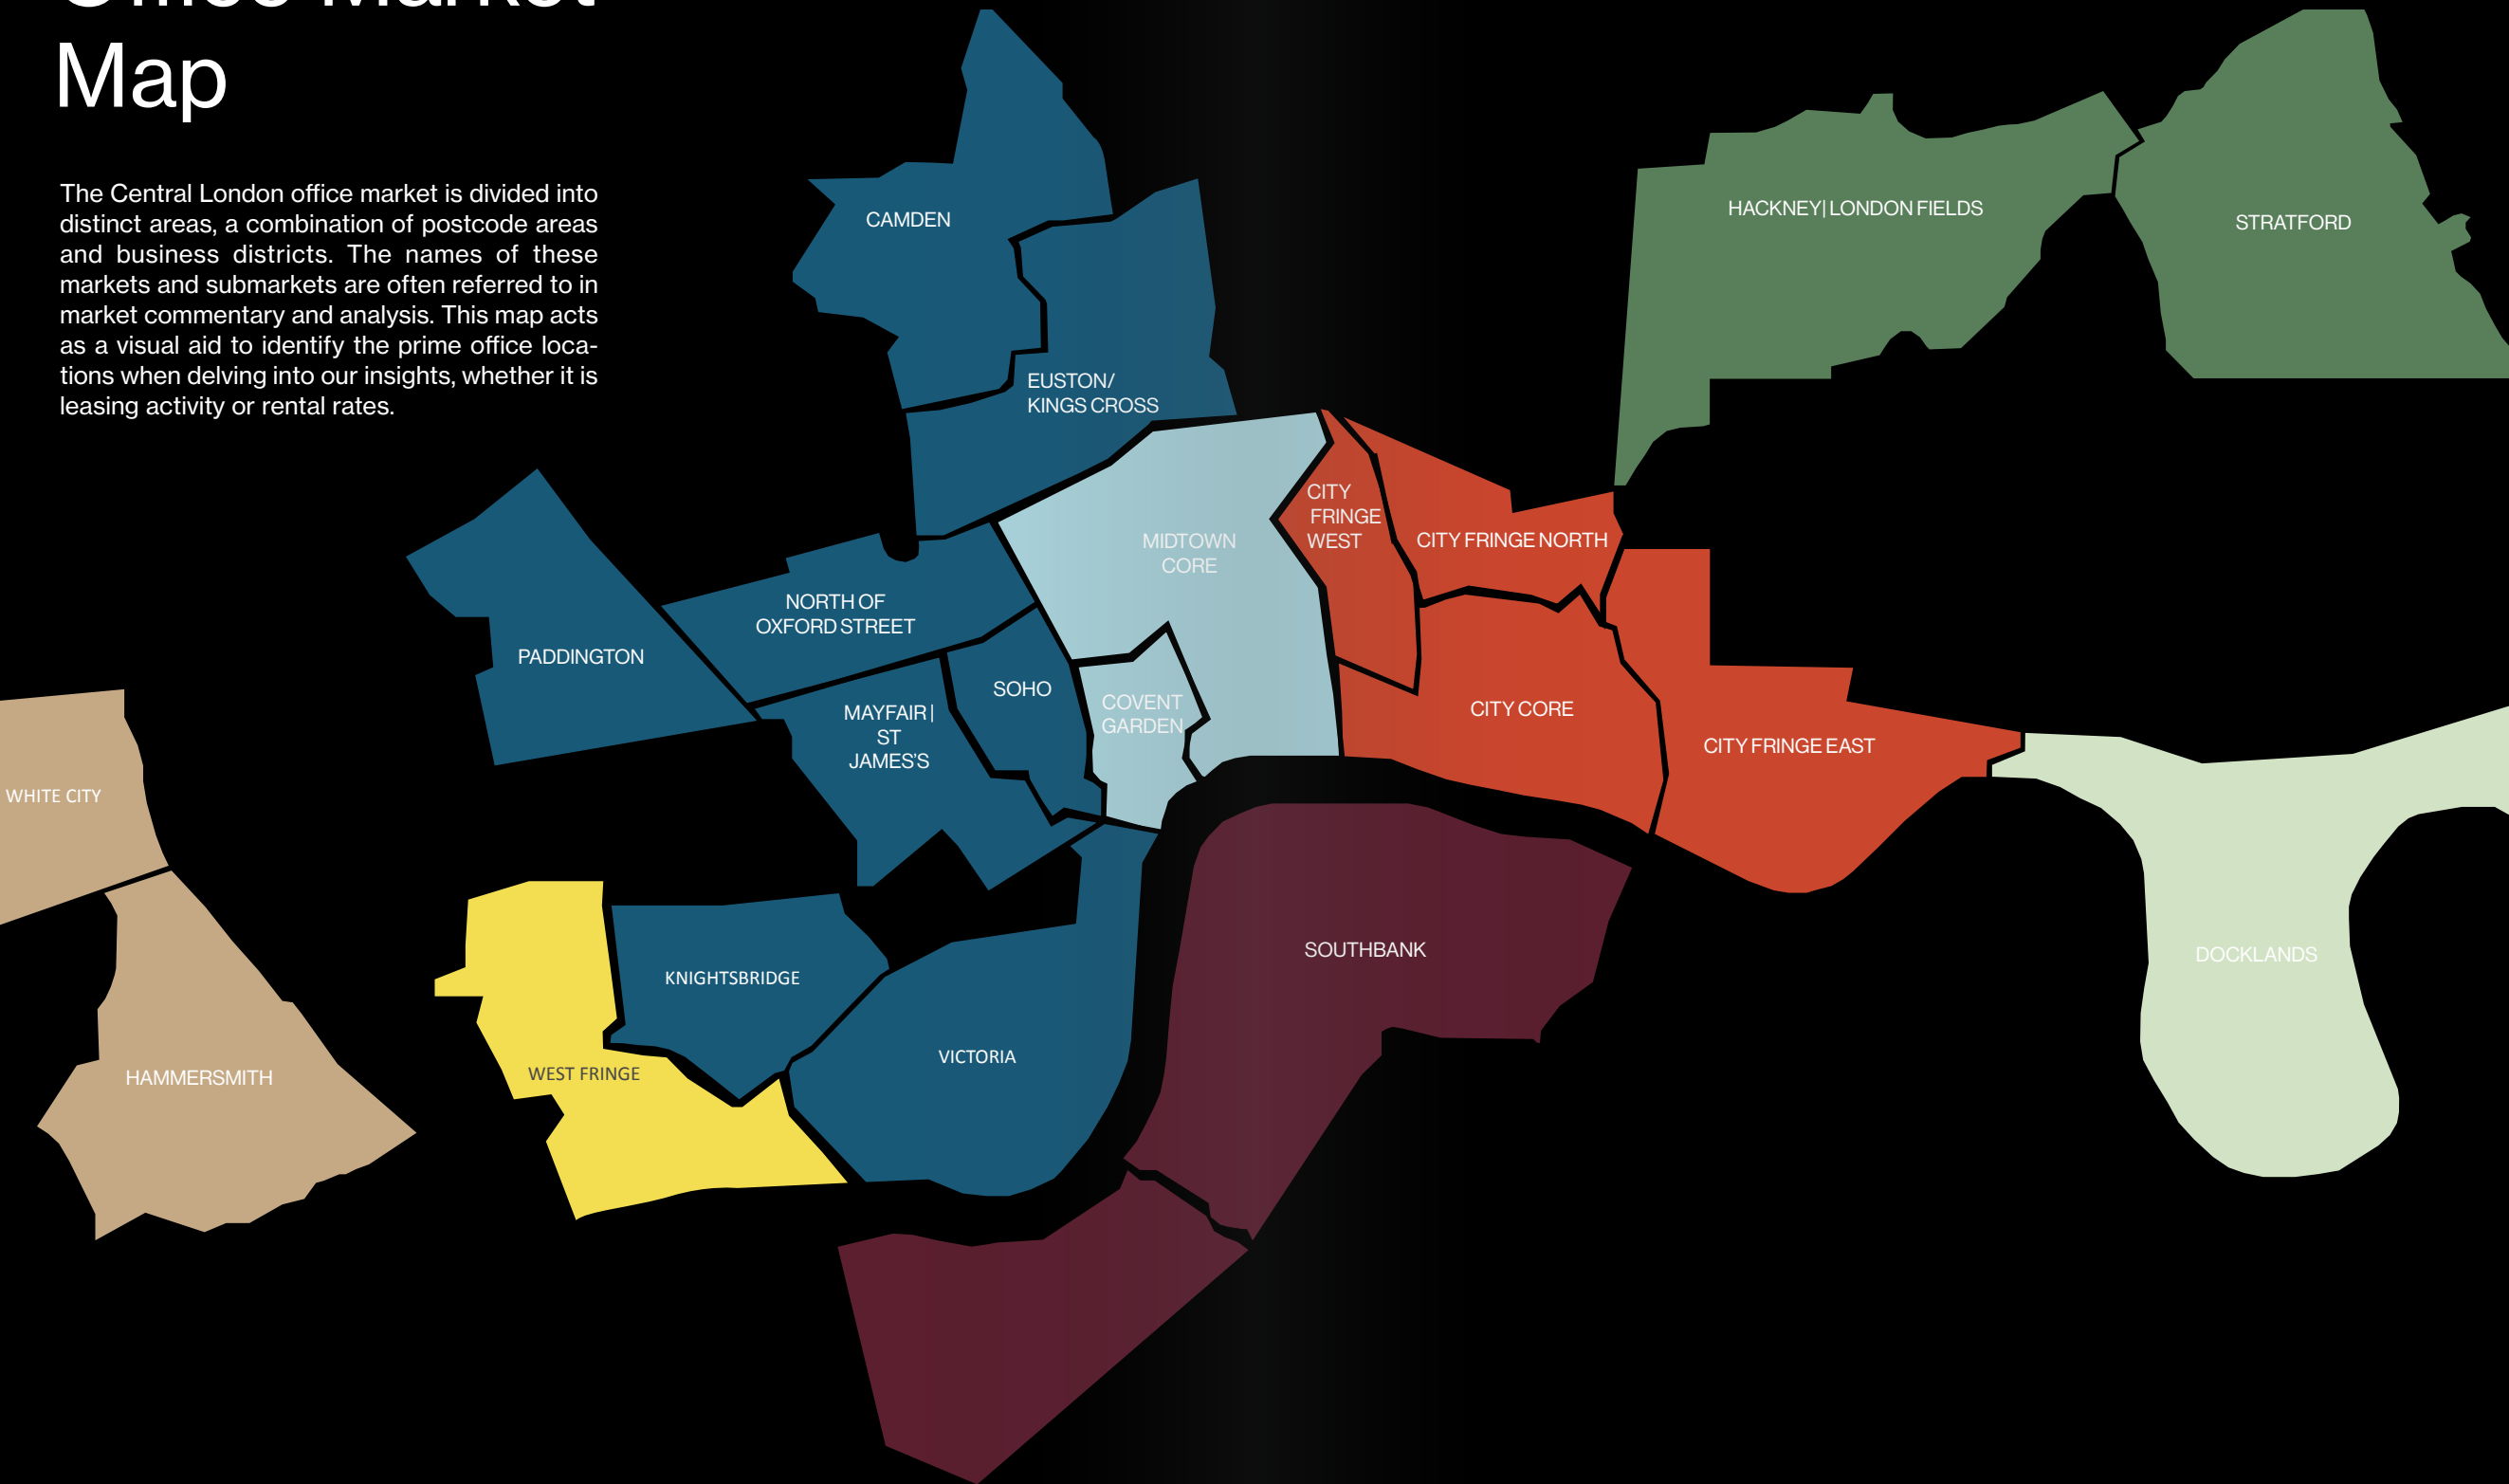 Office Market
Map
The Central London office market is divided into
distinct areas, a combination of postcode areas
and business districts. The names of these
markets and submarkets are often referred to in
market commentary and analysis. This map acts
as a visual aid to identify the prime office loca-
tions when delving into our insights, whether it is
leasing activity or rental rates.
CAMDEN
HACKNEY| LONDON FIELDS
STRATFORD
EUSTON/
KINGS CROSS
CITY
FRINGE
WEST
CITY FRINGE NORTH
MIDTOWN
CORE
NORTH OF
OXFORD STREET
PADDINGTON
SOHO
COVENT
GARDEN
MAYFAIR |
ST
JAMES'S
CITY CORE
CITY FRINGE EAST
WHITE CITY
SOUTHBANK
DOCKLANDS
KNIGHTSBRIDGE
VICTORIA
WEST FRINGE
HAMMERSMITH